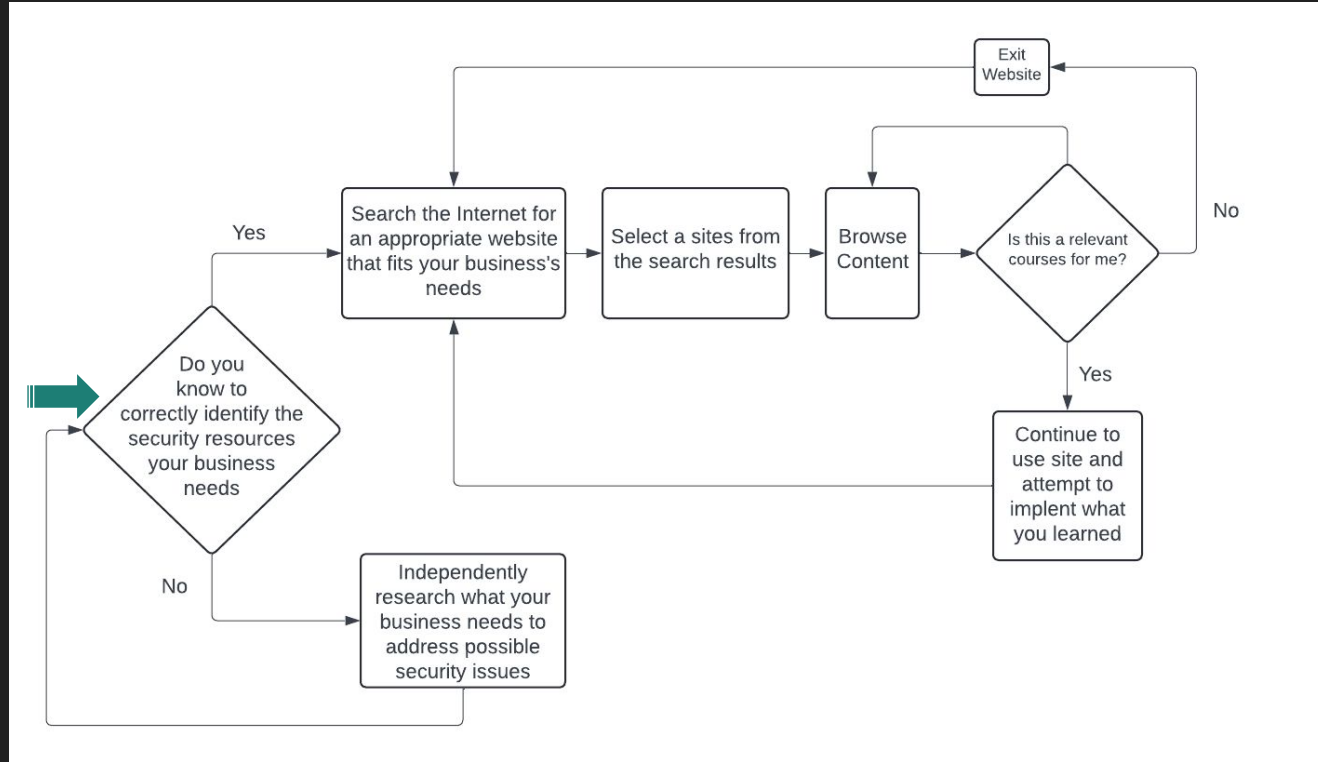 Exit
Website
No
Yes
Search the Internet for
an appropriate website
that fits your business's
needs
Select a sites from
the search results
Browse
Content
Is this a relevant
courses for me?
Do you
know to
correctly identify the
security resources
your business
needs
Yes
Continue to
use site and
attempt to
implent what
you learned
No
Independently
research what your
business needs to
address possible
security issues